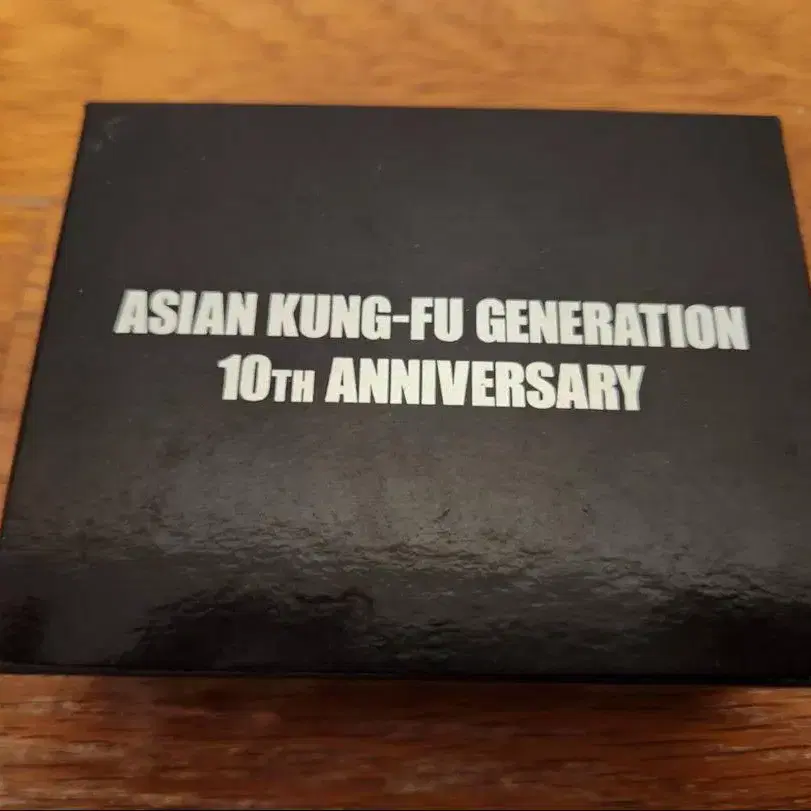 ASIAN KUNG-FU GENERATION
10TH ANNIVERSARY